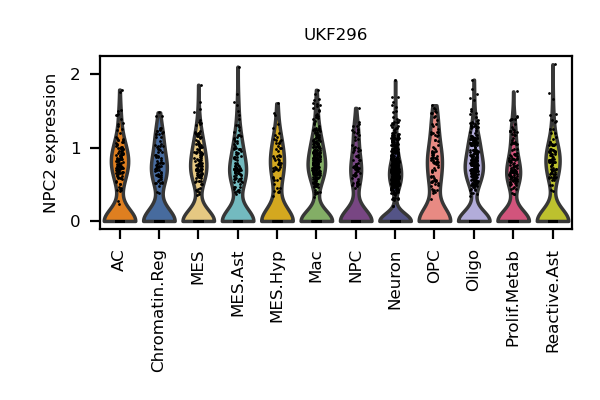 UKF296
NPC2 expression
2
1
0
AC
Chromatin.Reg
MES
MES.Ast
MES.Hyp
Mac
NPC
Neuron
OPC
Oligo
Prolif.Metab
Reactive.Ast